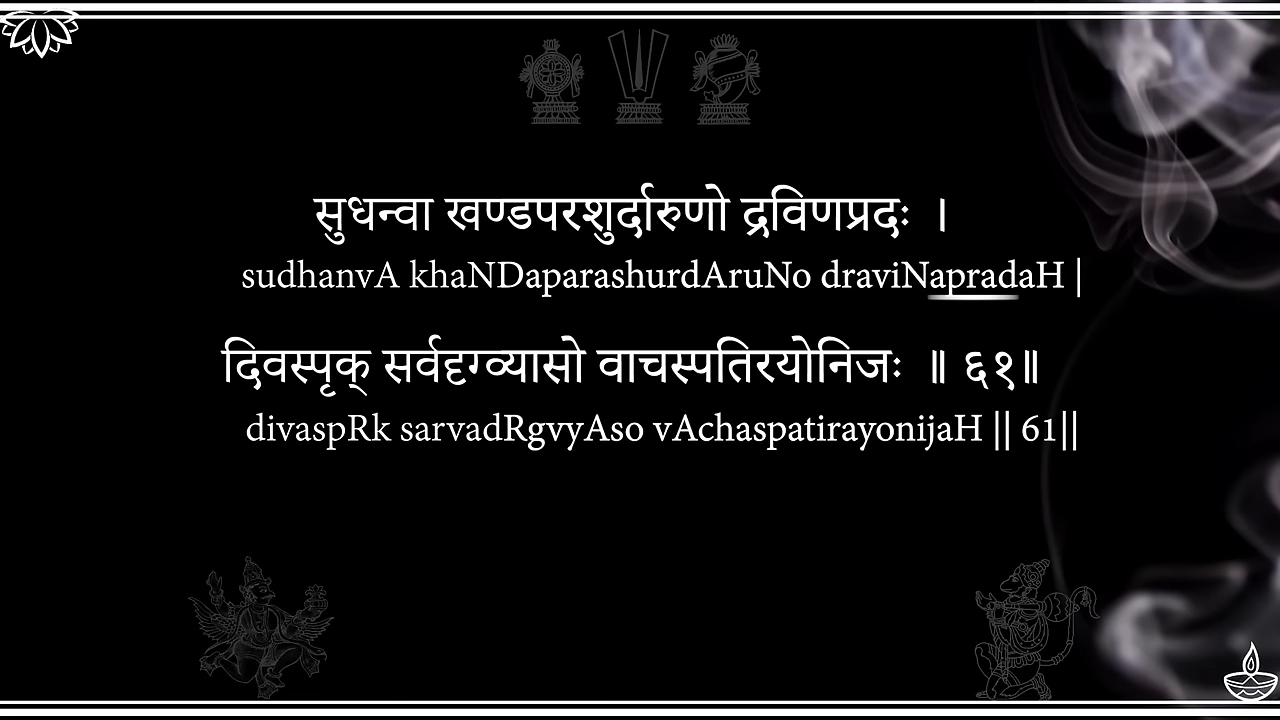 सुधन्वा खण्डपरशुर्दारुणो द्रविणप्रदः ।
sudhanvA khaNDaparashurdAruNo draviNapradaH |
दिवस्पृक् सर्वदृग्व्यासो वाचस्पतिरयोनिजः ॥ ६१॥
divaspRk sarvadRgvyAso vAchaspatirayonijaH || 61||